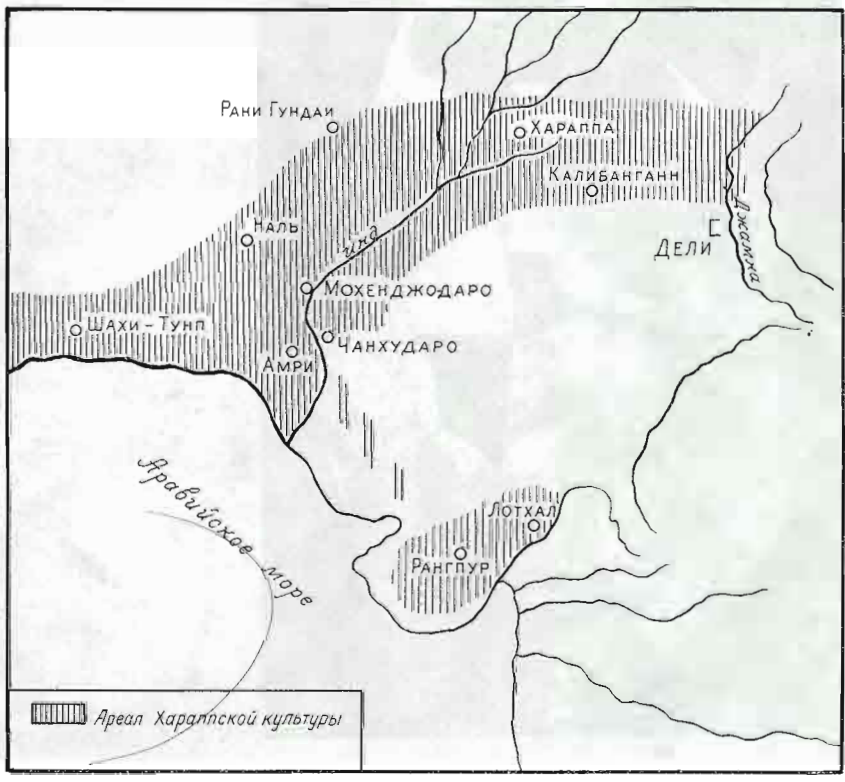 Рани Гундаи
Хараппа
Калибанганн
Джамна
Дели
Наль
Инд
Мохенджо-даро
Шахи-Тумп
Чанхударо
Амри
Аравийское море
Лотхал
Рангпур
Ареал Хараппской культуры